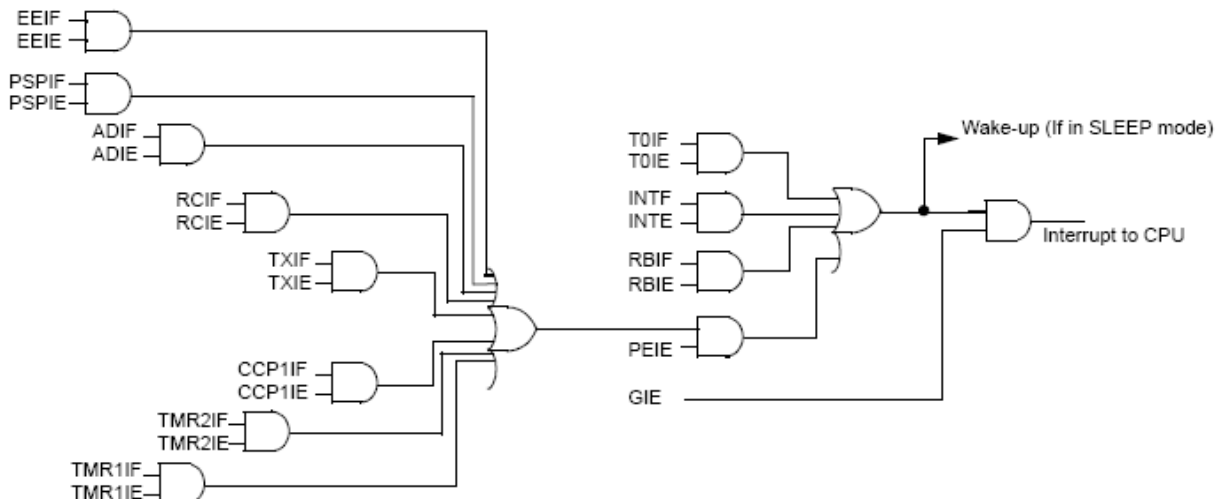 EEIF
EEIE
PSPIF
PSPIE
ADIF
ADIE
RCIF
RCIE
TXIF
TXIE
CCP1IF
CCP1IE
TMR2IF
TMR2IE
TMR1IF
TMR1IE
T0IF
T0IE
INTF
INTE
RBIF
RBIE
PEIE
GIE
Wake-up (If in SLEEP mode)
Interrupt to CPU